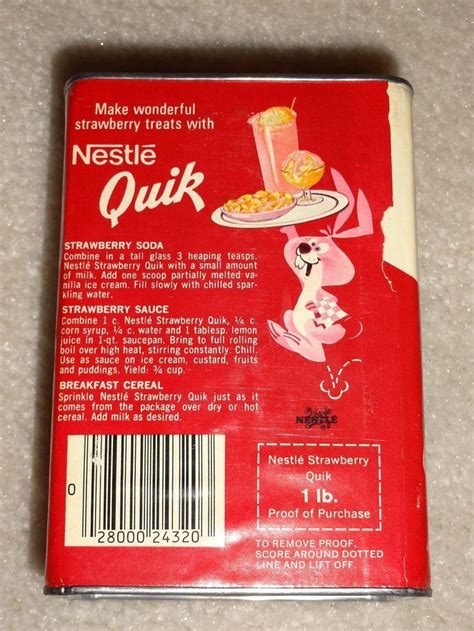 Make wonderful
strawberry treats with
Nestlé
Quik
STRAWBERRY SODA
Combine in a tall glass 3 heaping teasps.
Nestlé Strawberry Quik with a small amount
of milk. Add one scoop partially melted va-
nilla ice cream. Fill slowly with chilled spar-
kling water.
STRAWBERRY SAUCE
Combine 1 c. Nestlé Strawberry Quik, ¼ c.
corn syrup, ¼ c. water and 1 tablesp. lemon
juice in 1-qt. saucepan. Bring to full rolling
boil over high heat, stirring constantly. Chill.
Use as sauce on ice cream, custard, fruits
and puddings. Yield: ¾ cup.
BREAKFAST CEREAL
Sprinkle Nestlé Strawberry Quik just as it
comes from the package over dry or hot
cereal. Add milk as desired.
NESTLÉ
0
28000 24320
Nestlé Strawberry
Quik
1 lb.
Proof of Purchase
TO REMOVE PROOF,
SCORE AROUND DOTTED
LINE AND LIFT OFF.